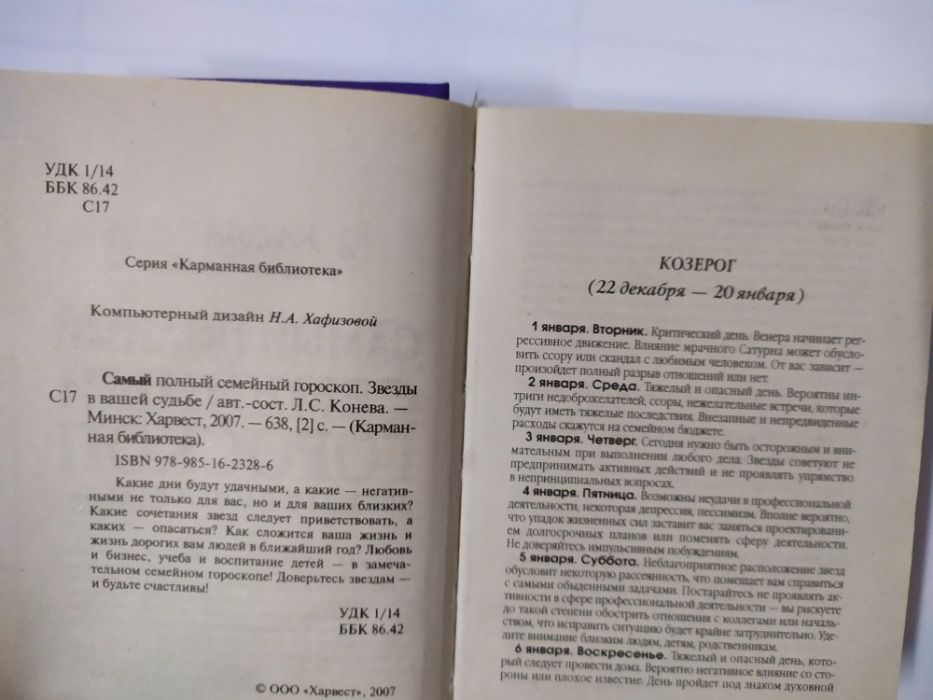 УДК 1/14
ББК 86.42
С17
Серия «Карманная библиотека»
Компьютерный дизайн Н.А. Хафизовой
Самый полный семейный гороскоп. Звезды
С17 в вашей судьбе / авт.-сост. Л.С. Конева. —
Минск: Харвест, 2007. — 638, [2] с. — (Карман-
ная библиотека).
ISBN 978-985-16-2328-6
Какие дни будут удачными, а какие — негатив-
ными не только для вас, но и для ваших близких?
Какие сочетания звезд следует приветствовать, а
каких — опасаться? Как сложится ваша жизнь и
жизнь дорогих вам людей в ближайший год? Любовь
и бизнес, учеба и воспитание детей — в замеча-
тельном семейном гороскопе! Доверьтесь звездам —
и будьте счастливы!
УДК 1/14
ББК 86.42
© ООО «Харвест», 2007
КОЗЕРОГ
(22 декабря — 20 января)
1 января. Вторник. Критический день. Венера начинает рег-
рессивное движение. Влияние мрачного Сатурна может обусло-
вить ссору или скандал с любимым человеком. От вас зависит —
произойдет полный разрыв отношений или нет.
2 января. Среда. Тяжелый и опасный день. Вероятны ин-
триги недоброжелателей, ссоры, нежелательные встречи, которые
будут иметь тяжелые последствия. Внезапные и непредвиденные
расходы скажутся на семейном бюджете.
3 января. Четверг. Сегодня нужно быть осторожным и вни-
мательным при выполнении любого дела. Звезды советуют не
предпринимать активных действий и не проявлять упрямство
в непринципиальных вопросах.
4 января. Пятница. Возможны неудачи в профессиональной
деятельности, некоторая депрессия, пессимизм. Вполне вероятно,
что упадок жизненных сил заставит вас заняться проектировани-
ем долгосрочных планов или поменять сферу деятельности.
Не доверяйтесь импульсивным побуждениям.
5 января. Суббота. Неблагоприятное расположение звезд
обусловит некоторую рассеянность, что помешает вам справиться
с самыми обыденными задачами. Постарайтесь не проявлять ак-
тивности в сфере профессиональной деятельности — вы рискуете
до такой степени обострить отношения с коллегами или началь-
ством, что исправить ситуацию будет крайне затруднительно. Уде-
лите внимание близким людям, детям, родственникам.
6 января. Воскресенье. Тяжелый и опасный день, кото-
рый следует провести дома. Вероятно негативное влияние со сто-
роны или плохое известие. День пройдет под знаком духовной